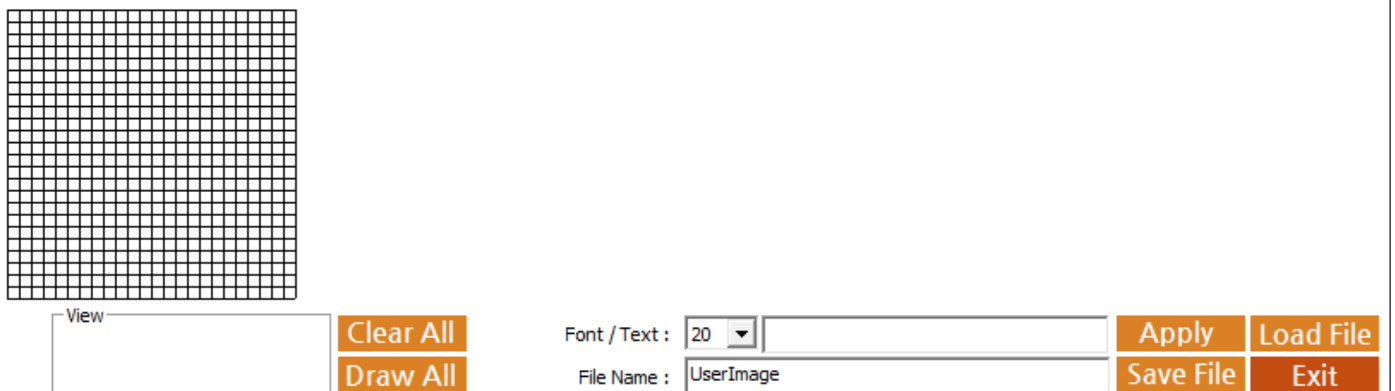 View
Clear All
Font / Text : 20
Apply
Load File
Draw All
File Name : UserImage
Save File
Exit